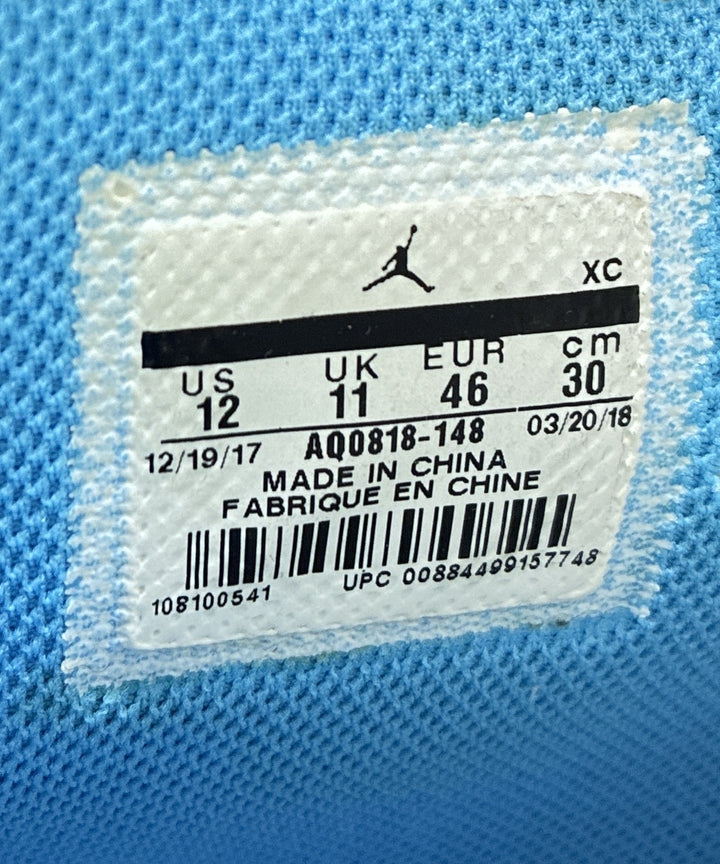 XC
US UK EUR cm
12 11 46 30
12/19/17 AQ0818-148 03/20/18
MADE IN CHINA
FABRIQUE EN CHINE
108100541 UPC 00884499157748